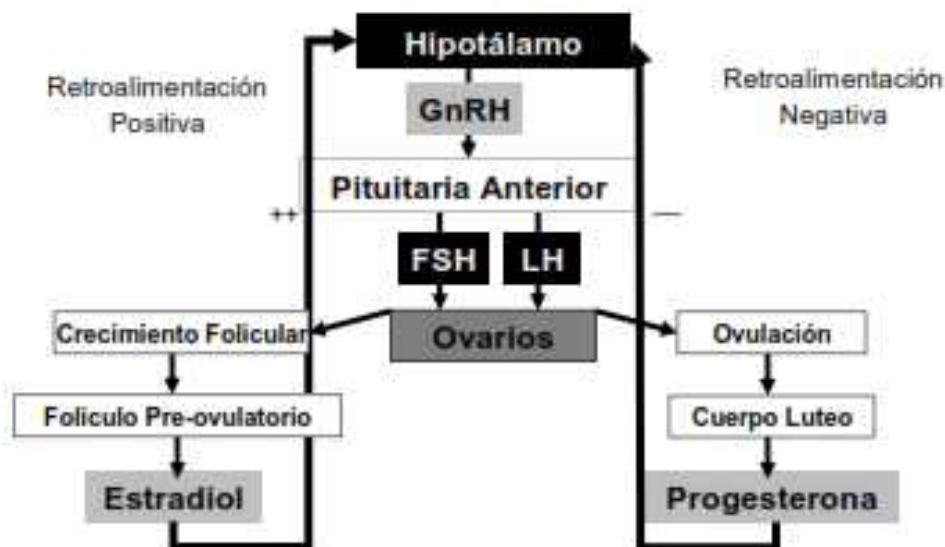 Hipotálamo
Retroalimentación
Positiva
GnRH
Retroalimentación
Negativa
Pituitaria Anterior
++
—
FSH
LH
Crecimiento Folicular
Ovarios
Ovulación
Foliculo Pre-ovulatorio
Cuerpo Luteo
Estradiol
Progesterona